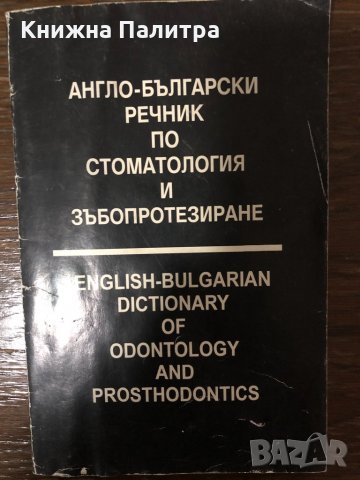 Книжна Палитра
АНГЛО-БЪЛГАРСКИ
РЕЧНИК
ПО
СТОМАТОЛОГИЯ
И
ЗЪБОПРОТЕЗИРАНЕ
ENGLISH-BULGARIAN
DICTIONARY
OF
ODONTOLOGY
AND
PROSTHODONTICS
BAZAR